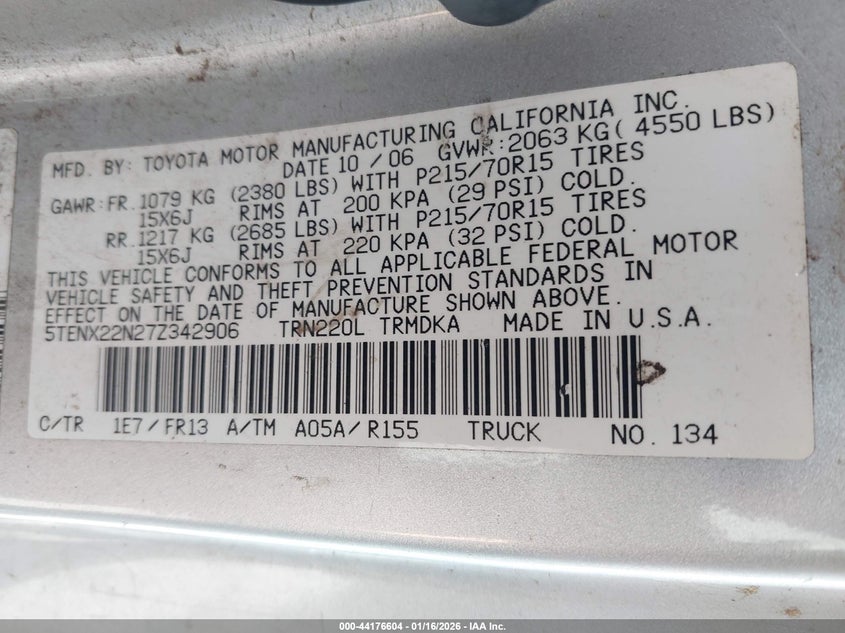 MFD. BY: TOYOTA MOTOR MANUFACTURING CALIFORNIA INC.
DATE 10 / 06 GVWR: 2063 KG ( 4550 LBS)
GAWR: FR. 1079 KG (2380 LBS) WITH P215/70R15 TIRES
15X6J RIMS AT 200 KPA (29 PSI) COLD.
RR. 1217 KG (2685 LBS) WITH P215/70R15 TIRES
15X6J RIMS AT 220 KPA (32 PSI) COLD.
THIS VEHICLE CONFORMS TO ALL APPLICABLE FEDERAL MOTOR
VEHICLE SAFETY AND THEFT PREVENTION STANDARDS IN
EFFECT ON THE DATE OF MANUFACTURE SHOWN ABOVE.
5TENX22N27Z342906 TRN220L TRMDKA MADE IN U.S.A.
C/TR 1E7 / FR13 A/TM A05A / R155 TRUCK NO. 134
000-44176604 | 01/16/2026 - IAA Inc.